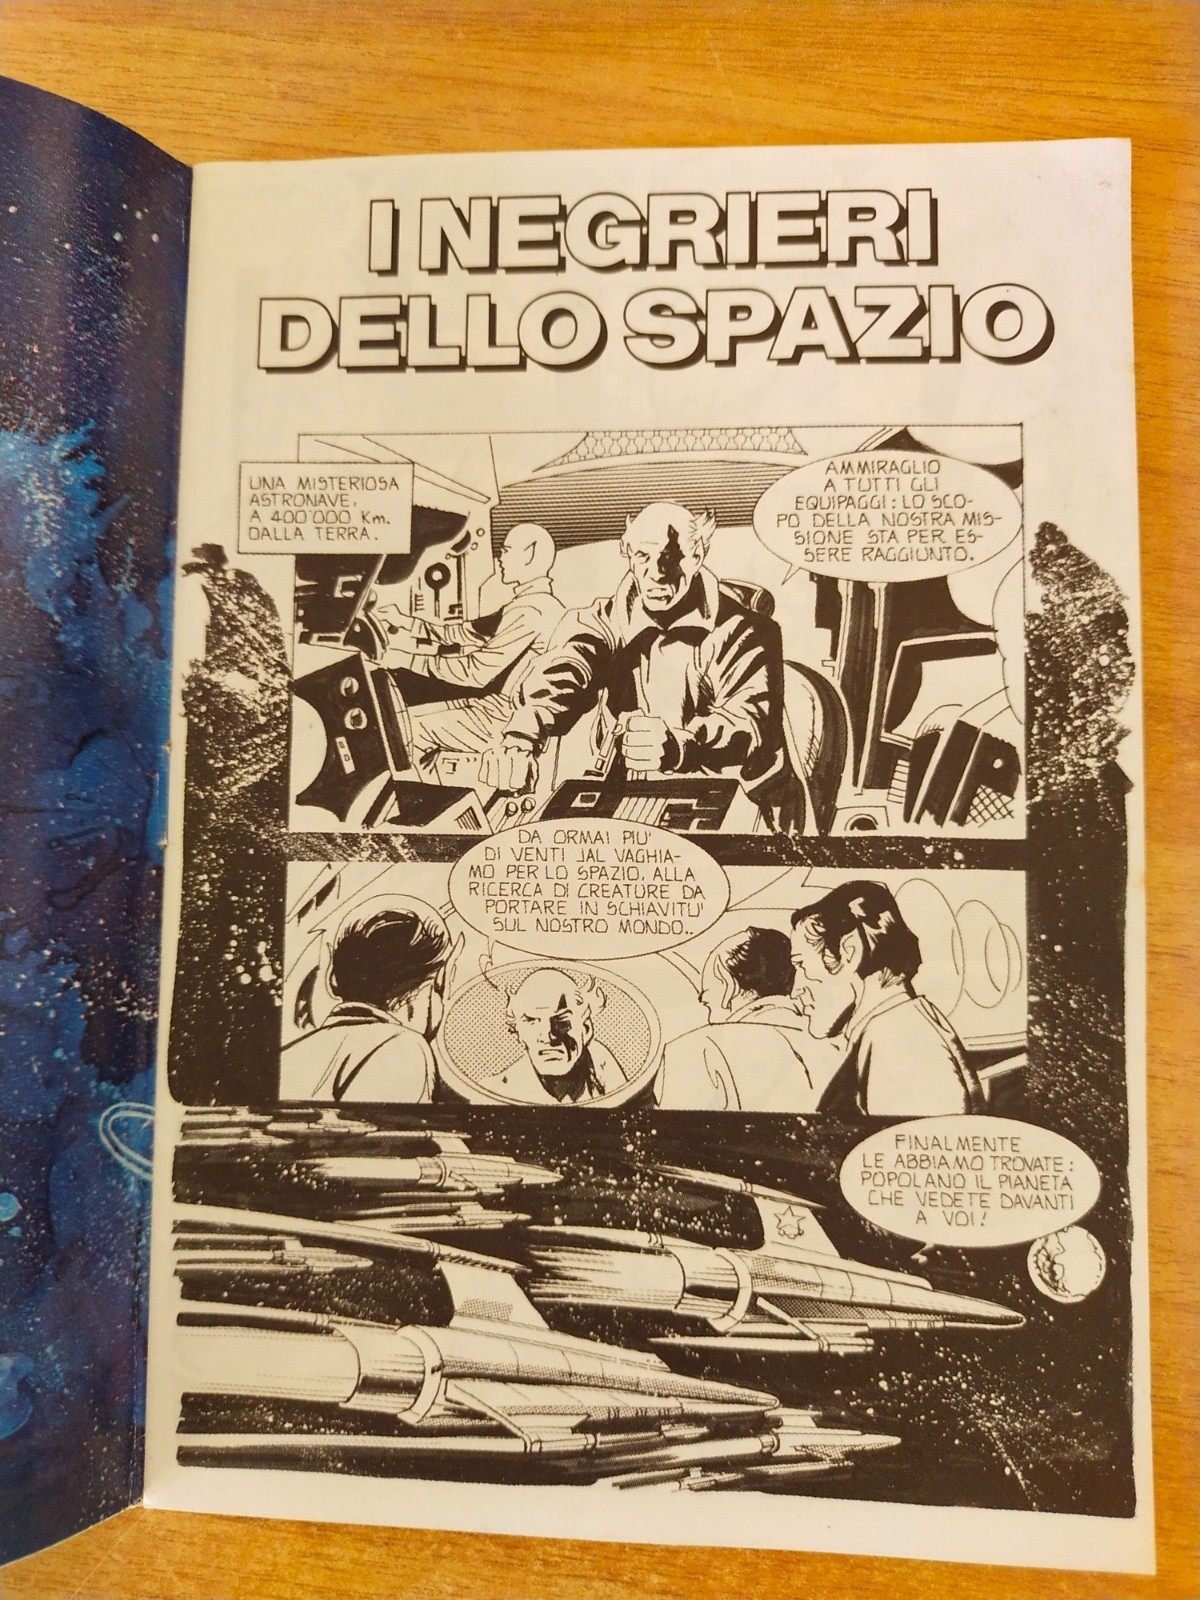 I NEGRIERI
DELLO SPAZIO
UNA MISTERIOSA
ASTRONAVE,
A 400'000 Km.
DALLA TERRA.
AMMIRAGLIO
A TUTTI GLI
EQUIPAGGI: LO SCO-
PO DELLA NOSTRA MIS-
SIONE STA PER ES-
SERE RAGGIUNTO.
DA ORMAI PIU'
DI VENTI JAL VAGHIA-
MO PER LO SPAZIO, ALLA
RICERCA DI CREATURE DA
PORTARE IN SCHIAVITU'
SUL NOSTRO MONDO..
FINALMENTE
LE ABBIAMO TROVATE:
POPOLANO IL PIANETA
CHE VEDETE DAVANTI
A VOI!